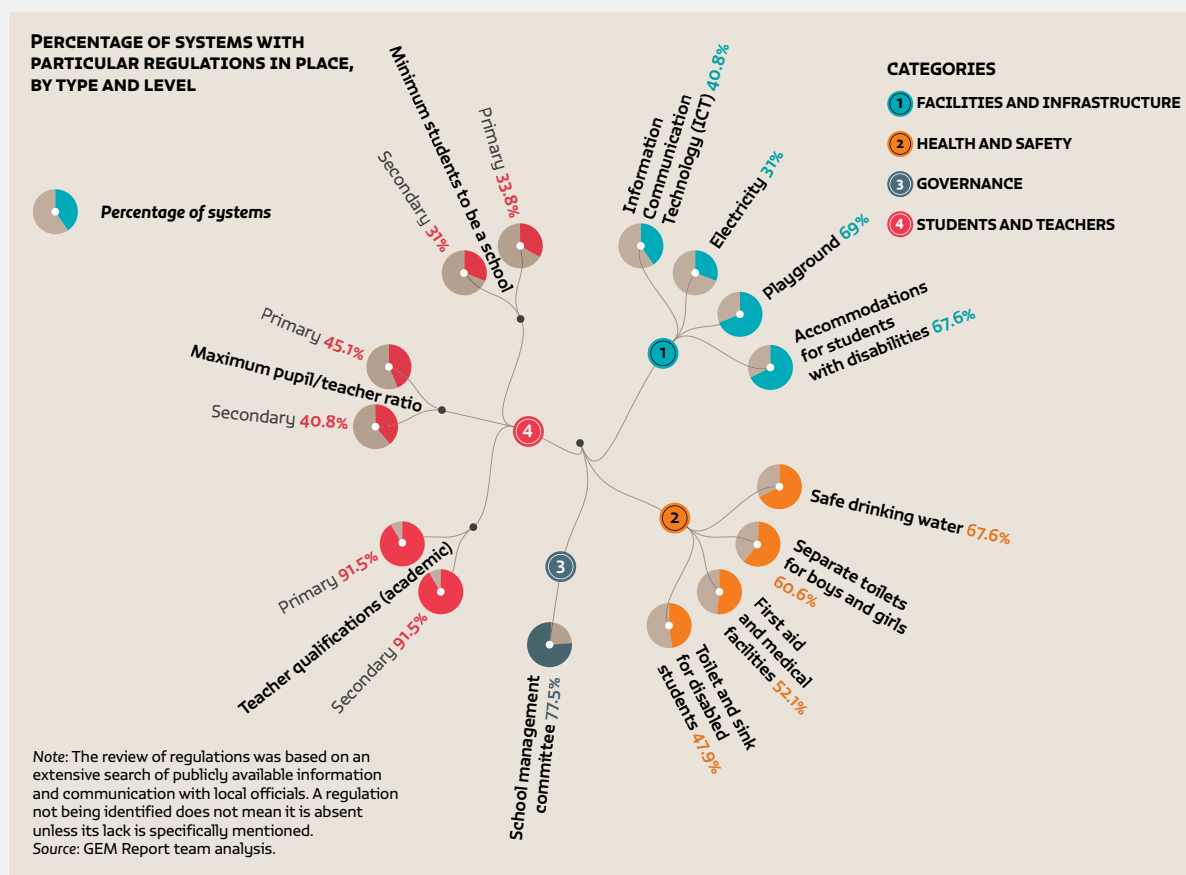 PERCENTAGE OF SYSTEMS WITH
PARTICULAR REGULATIONS IN PLACE,
BY TYPE AND LEVEL
Percentage of systems
CATEGORIES
1 FACILITIES AND INFRASTRUCTURE
2 HEALTH AND SAFETY
3 GOVERNANCE
4 STUDENTS AND TEACHERS
Minimum students to be a school
Primary 33.8%
Secondary 31%
Maximum pupil/teacher ratio
Primary 45.1%
Secondary 40.8%
Teacher qualifications (academic)
Primary 91.5%
Secondary 91.5%
4
1
Information
Communication
Technology (ICT) 40.8%
Electricity 31%
Playground 69%
Accommodations
for students
with disabilities 67.6%
2
Safe drinking water 67.6%
Separate toilets
for boys and girls
60.6%
First aid
and medical
facilities 52.1%
Toilet and sink
for disabled
students 47.9%
3
School management
committee 77.5%
Note: The review of regulations was based on an
extensive search of publicly available information
and communication with local officials. A regulation
not being identified does not mean it is absent
unless its lack is specifically mentioned.
Source: GEM Report team analysis.